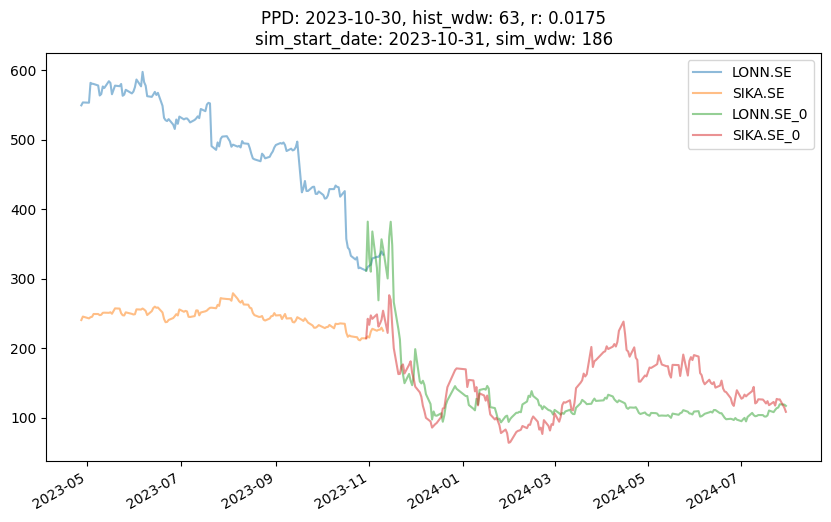 PPD: 2023-10-30, hist_wdw: 63, r: 0.0175
sim_start_date: 2023-10-31, sim_wdw: 186
LONN.SE
SIKA.SE
LONN.SE_0
SIKA.SE_0
600
500
400
300
200
100
2023-05
2023-07
2023-09
2023-11
2024-01
2024-03
2024-05
2024-07